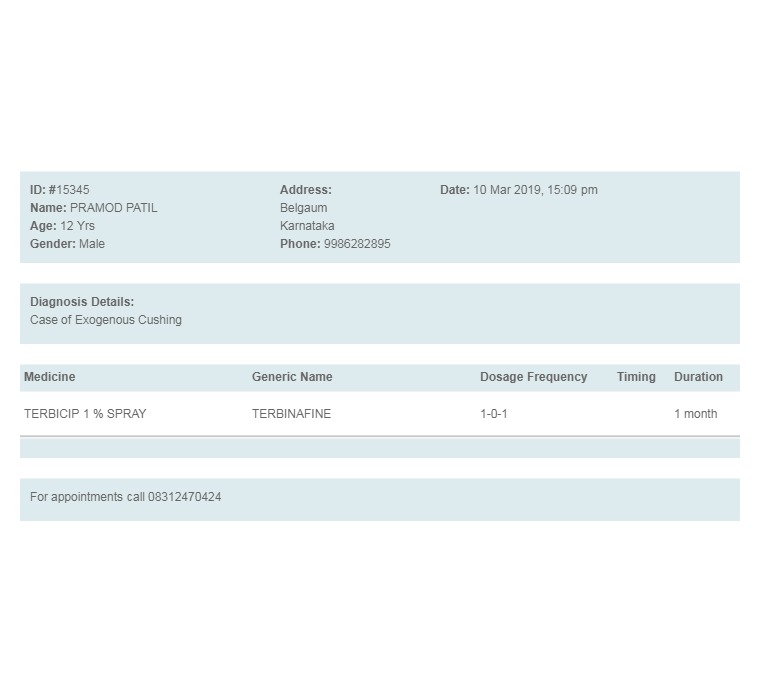 ID: #15345
Name: PRAMOD PATIL
Age: 12 Yrs
Gender: Male
Address:
Belgaum
Karnataka
Phone: 9986282895
Date: 10 Mar 2019, 15:09 pm
Diagnosis Details:
Case of Exogenous Cushing
Medicine Generic Name Dosage Frequency Timing Duration
TERBICIP 1 % SPRAY TERBINAFINE 1-0-1 1 month
For appointments call 08312470424